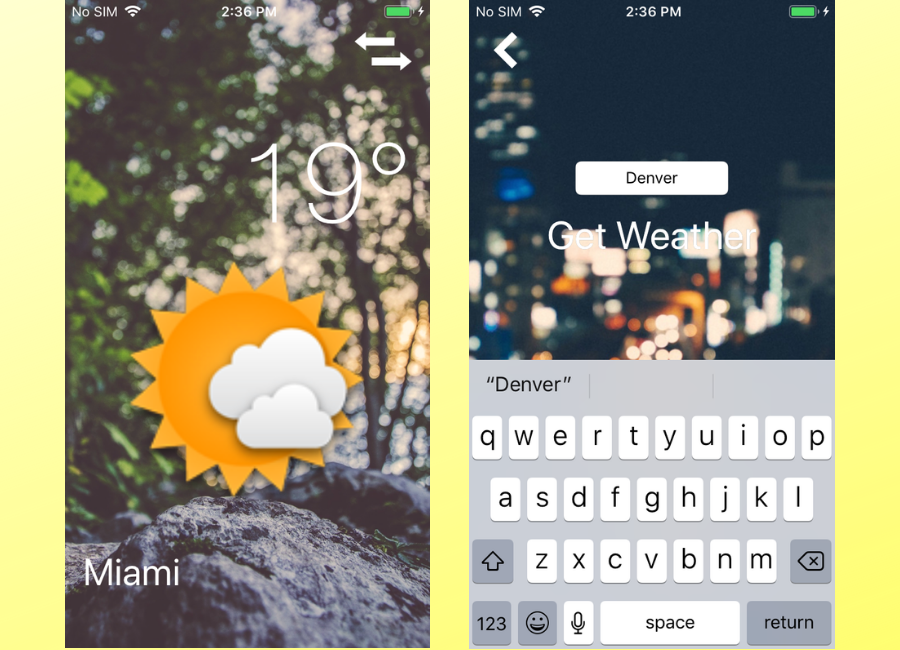 No SIM 2:36 PM
19°
Miami
No SIM 2:36 PM
Denver
Get Weather
“Denver”
q w e r t y u i o p
a s d f g h j k l
z x c v b n m
123 space return